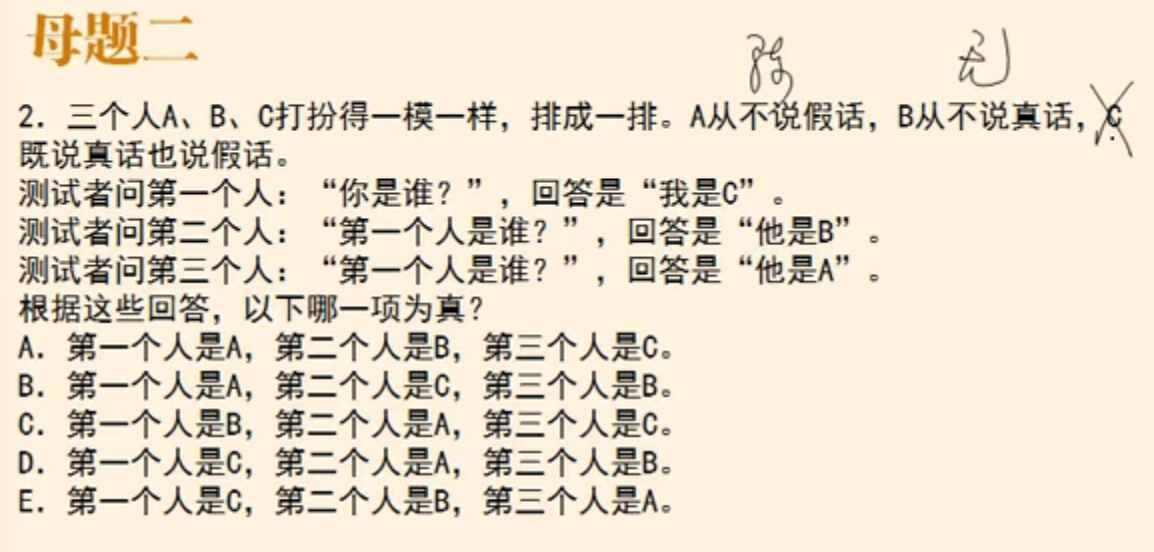 母题二
2. 三个人A、B、C打扮得一模一样，排成一排。A从不说假话，B从不说真话，C
既说真话也说假话。
测试者问第一个人：“你是谁？”，回答是“我是C”。
测试者问第二个人：“第一个人是谁？”，回答是“他是B”。
测试者问第三个人：“第一个人是谁？”，回答是“他是A”。
根据这些回答，以下哪一项为真？
A. 第一个人是A，第二个人是B，第三个人是C。
B. 第一个人是A，第二个人是C，第三个人是B。
C. 第一个人是B，第二个人是A，第三个人是C。
D. 第一个人是C，第二个人是A，第三个人是B。
E. 第一个人是C，第二个人是B，第三个人是A。